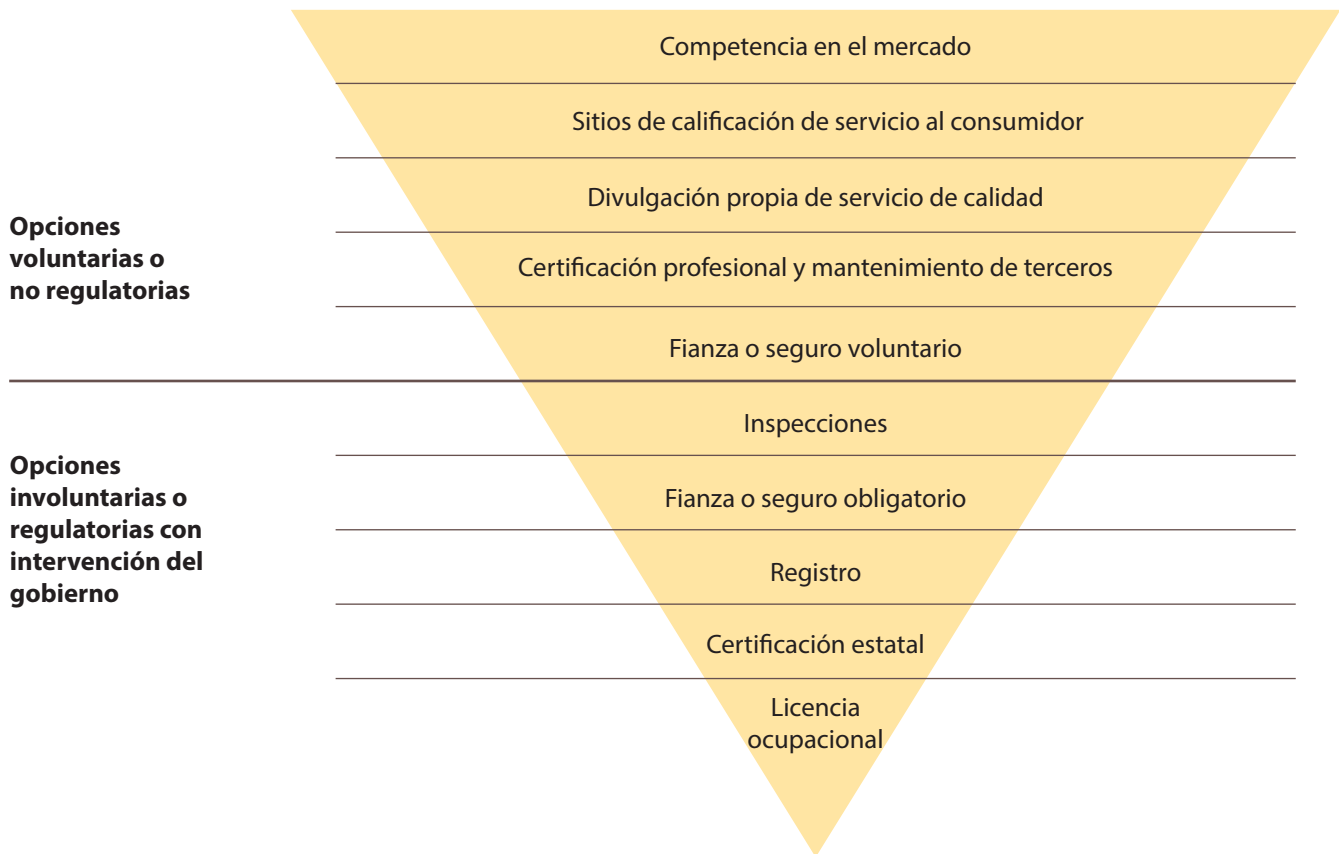 Competencia en el mercado
Sitios de calificación de servicio al consumidor
Divulgación propia de servicio de calidad
Opciones
voluntarias o
no regulatorias
Certificación profesional y mantenimiento de terceros
Fianza o seguro voluntario
Inspecciones
Opciones
involuntarias o
regulatorias con
intervención del
gobierno
Fianza o seguro obligatorio
Registro
Certificación estatal
Licencia
ocupacional